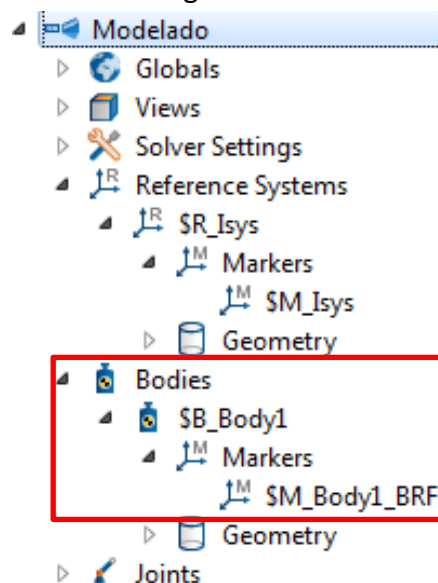 Modelado
Globals
Views
Solver Settings
Reference Systems
$R_Isys
Markers
$M_Isys
Geometry
Bodies
$B_Body1
Markers
$M_Body1_BRF
Geometry
Joints